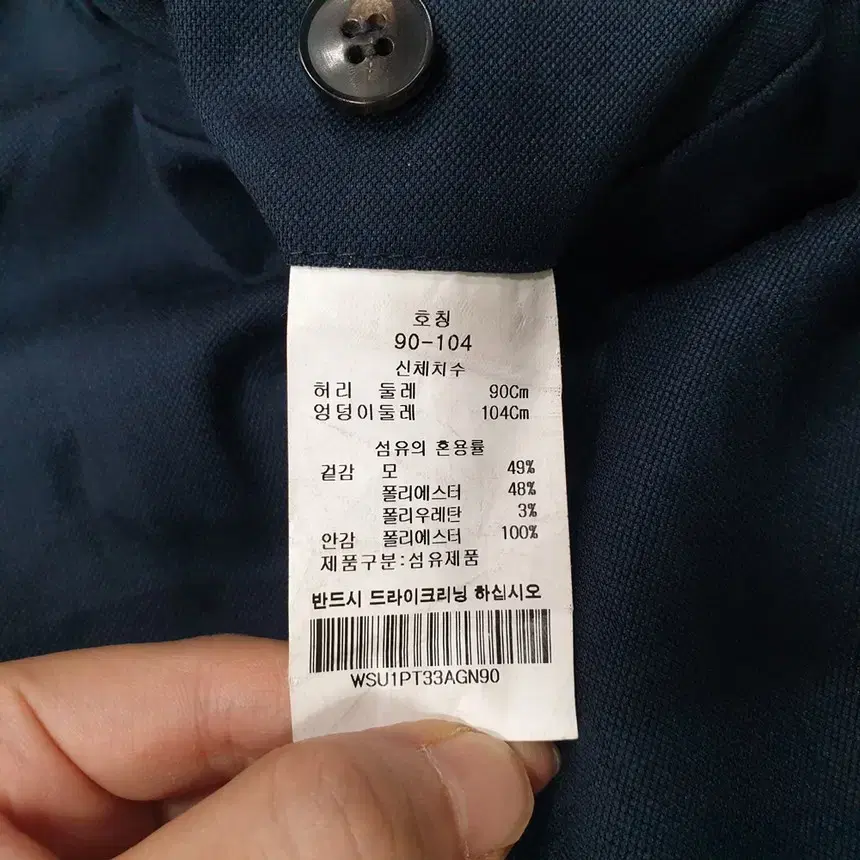 호칭
90-104
신체치수
허리 둘레 90Cm
엉덩이둘레 104Cm
섬유의 혼용률
겉감 모 49%
폴리에스터 48%
폴리우레탄 3%
안감 폴리에스터 100%
제품구분:섬유제품
반드시 드라이크리닝 하십시오
WSU1PT33AGN90